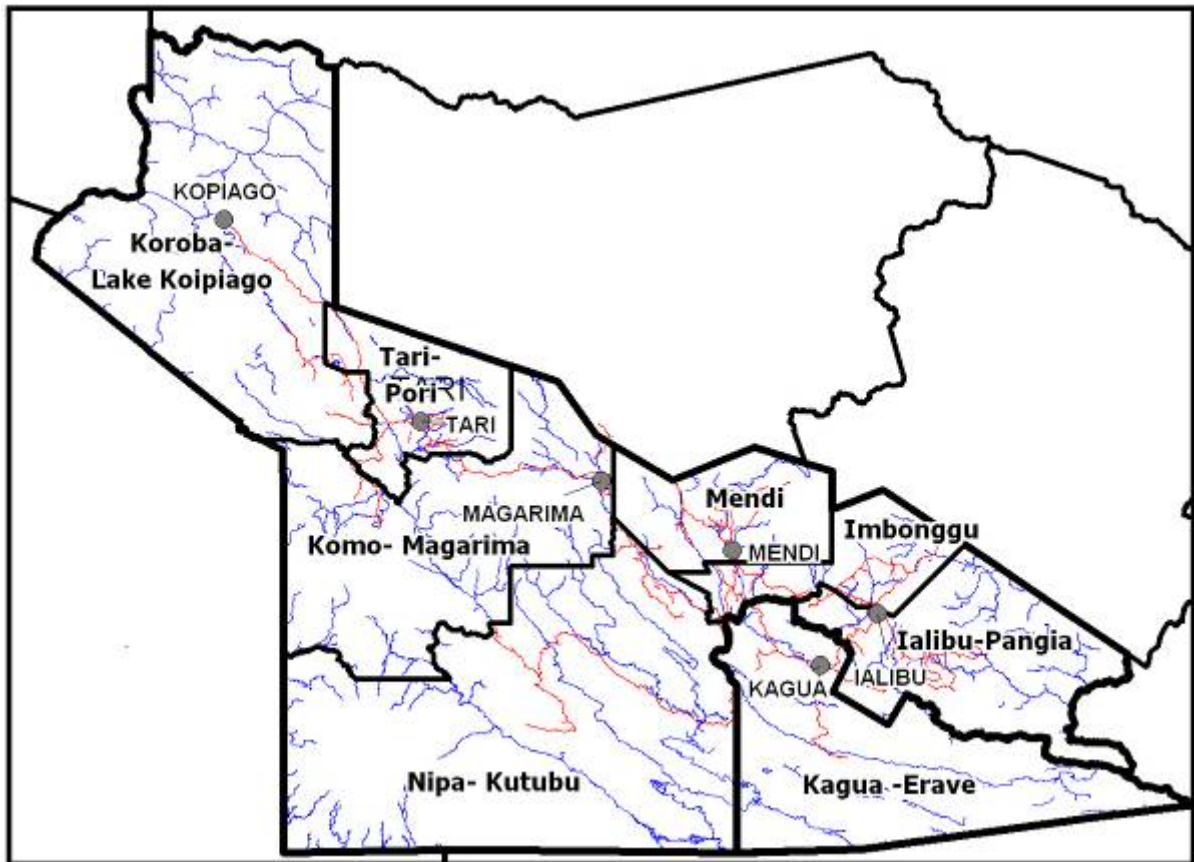 KOPIAGO
Koroba-
Lake Koipiago
Tari-
Pori
TARI
TARI
MAGARIMA
Komo- Magarima
Mendi
MENDI
Imbonggu
Ialibu-Pangia
IALIBU
KAGUA
Nipa- Kutubu
Kagua -Erave